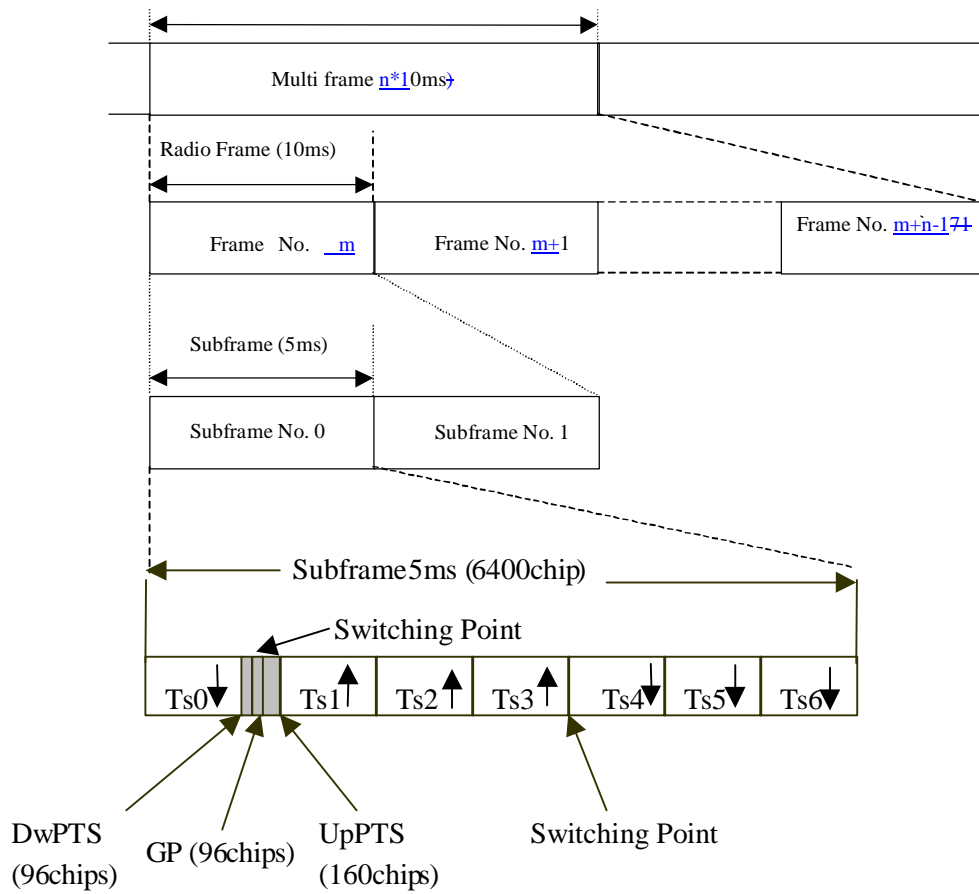 Multi frame n*10ms)
Radio Frame (10ms)
Frame No. m
Frame No. m+1
Frame No. m+n-171
Subframe (5ms)
Subframe No. 0
Subframe No. 1
Subframe5ms (6400chip)
Switching Point
Ts0
Ts1
Ts2
Ts3
Ts4
Ts5
Ts6
DwPTS
(96chips)
GP (96chips)
UpPTS
(160chips)
Switching Point